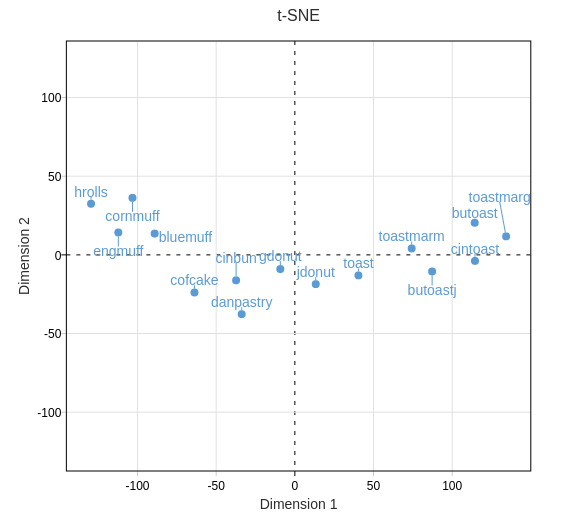 t-SNE
100
50
0
-50
-100
Dimension 2
hrolls
cornmuff
engmuff
bluemuff
cofcake
cinbun
danpastry
gdonut
jdonut
toast
toastmarm
butoastj
butoast
toastmarg
cintoast
-100
-50
0
50
100
Dimension 1